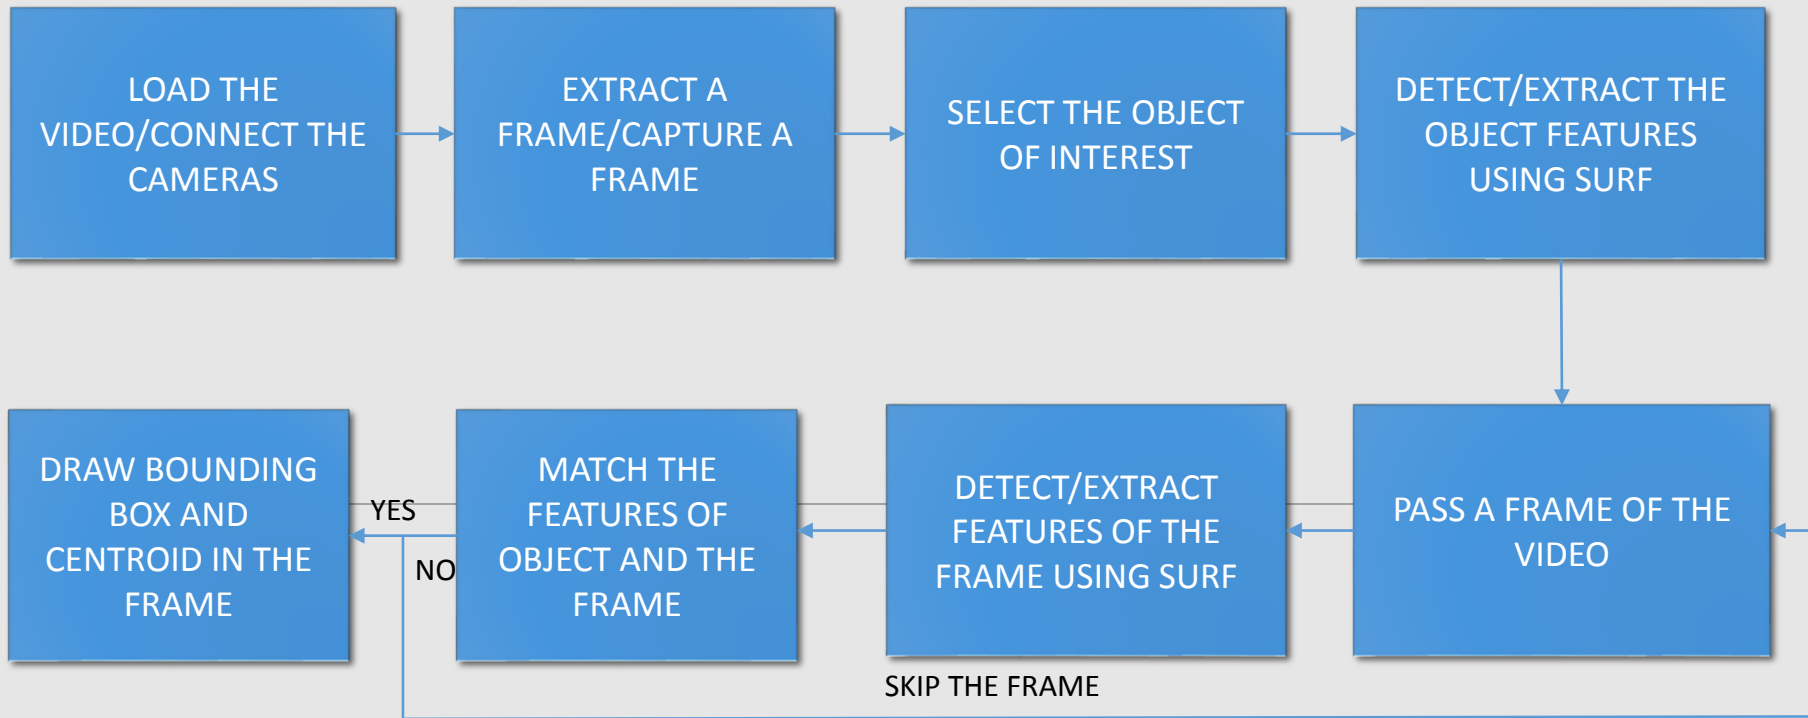 LOAD THE
VIDEO/CONNECT THE
CAMERAS
EXTRACT A
FRAME/CAPTURE A
FRAME
SELECT THE OBJECT
OF INTEREST
DETECT/EXTRACT THE
OBJECT FEATURES
USING SURF
PASS A FRAME OF THE
VIDEO
DETECT/EXTRACT
FEATURES OF THE
FRAME USING SURF
MATCH THE
FEATURES OF
OBJECT AND THE
FRAME
YES
NO
DRAW BOUNDING
BOX AND
CENTROID IN THE
FRAME
SKIP THE FRAME